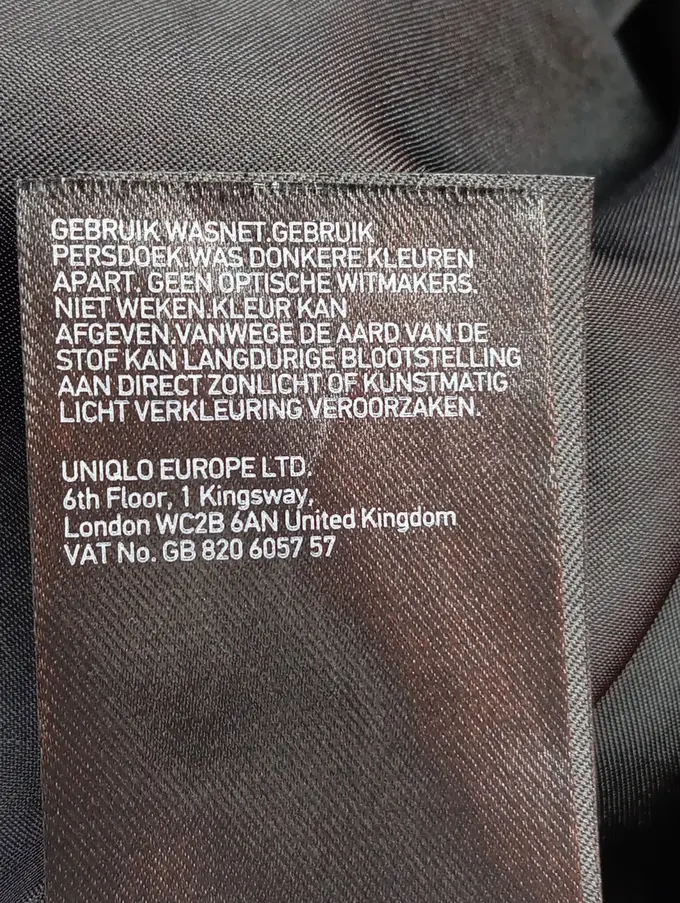 GEBRUIK WASNET.GEBRUIK
PERSDOEK.WAS DONKERE KLEUREN
APART. GEEN OPTISCHE WITMAKERS.
NIET WEKEN.KLEUR KAN
AFGEVEN.VANWEGE DE AARD VAN DE
STOF KAN LANGDURIGE BLOOTSTELLING
AAN DIRECT ZONLICHT OF KUNSTMATIG
LICHT VERKLEURING VEROORZAKEN.
UNIQLO EUROPE LTD.
6th Floor, 1 Kingsway,
London WC2B 6AN United Kingdom
VAT No. GB 820 6057 57